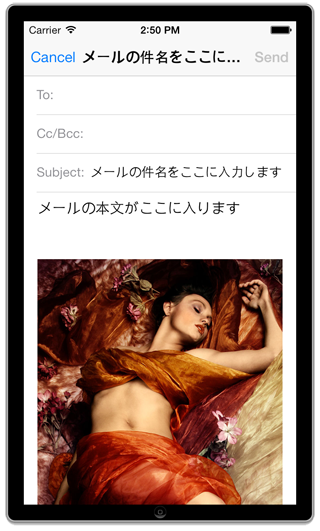 Carrier 2:50 PM
Cancel メールの件名をここに... Send
To:
Cc/Bcc:
Subject: メールの件名をここに入力します
メールの本文がここに入ります